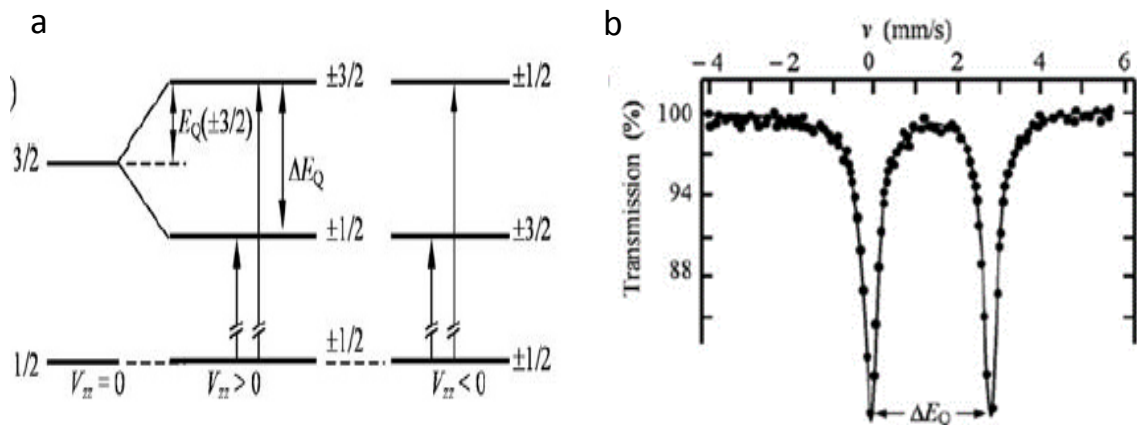 a
)
3/2
E_Q(±3/2)
ΔE_Q
±3/2
±1/2
±1/2
±3/2
1/2
±1/2
±1/2
V_zz = 0
V_zz > 0
V_zz < 0
b
v (mm/s)
−4 −2 0 2 4 6
Transmission (%)
100
94
88
ΔE_Q